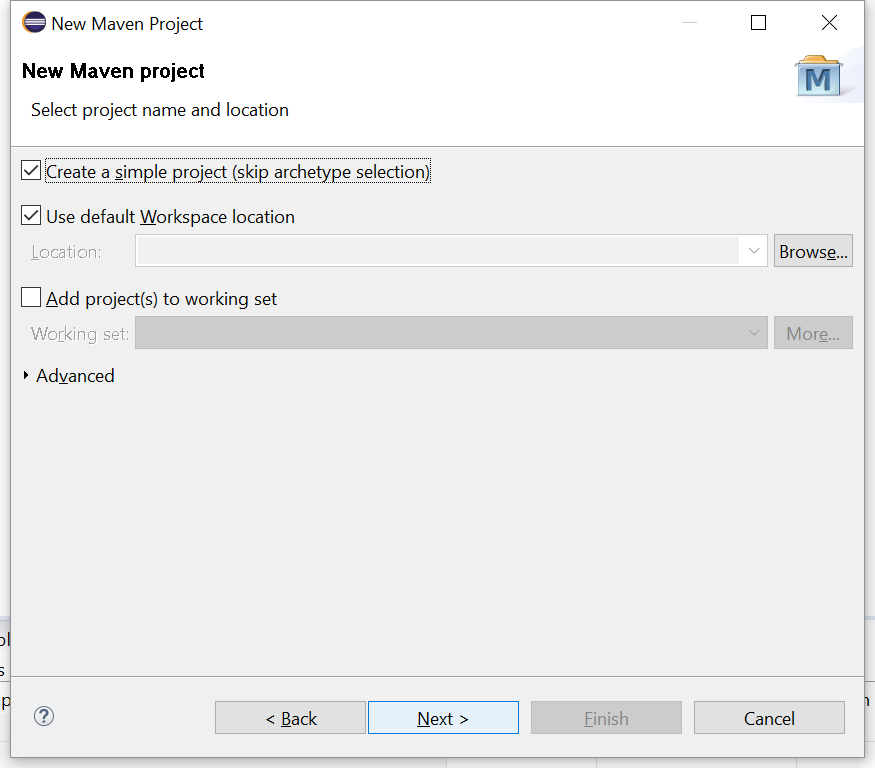 New Maven Project
New Maven project
Select project name and location
M
Create a simple project (skip archetype selection)
Use default Workspace location
Location:
Browse...
Add project(s) to working set
Working set:
More...
Advanced
?
< Back
Next >
Finish
Cancel